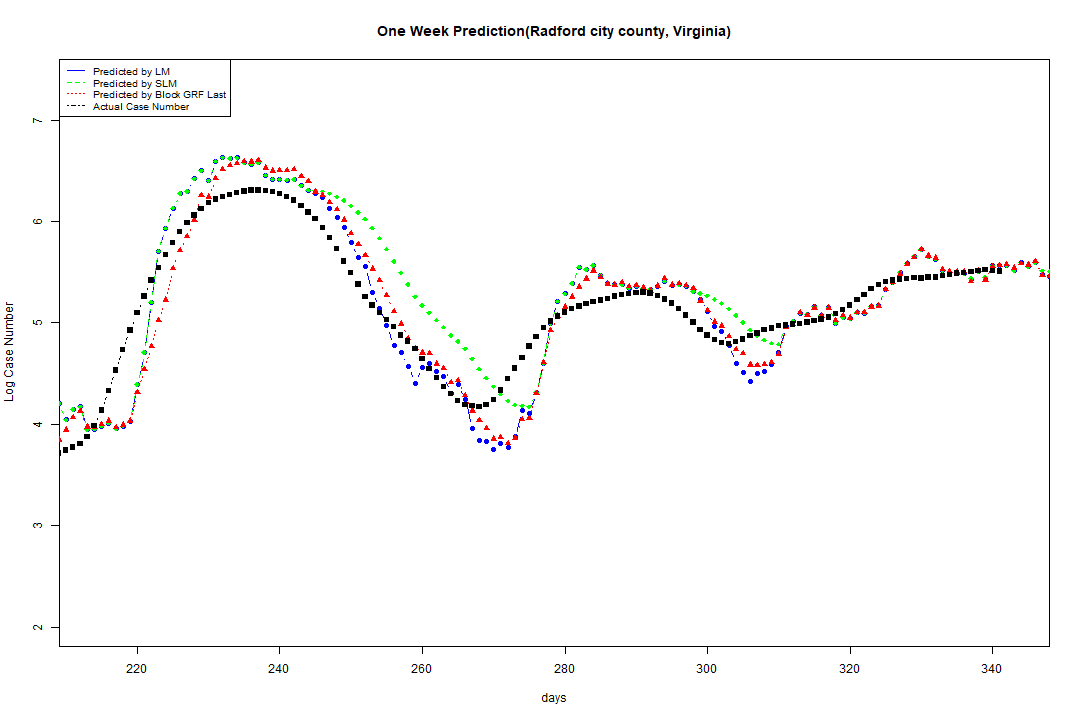 One Week Prediction(Radford city county, Virginia)
Predicted by LM
Predicted by SLM
Predicted by Block GRF Last
Actual Case Number
Log Case Number
7
6
5
4
3
2
220 240 260 280 300 320 340
days